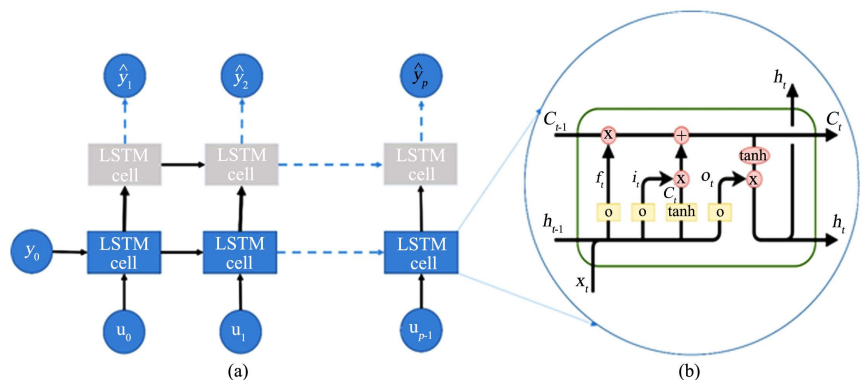 ŷ₁ ŷ₂ ŷₚ
LSTM cell LSTM cell LSTM cell
y₀ LSTM cell LSTM cell LSTM cell
u₀ u₁ uₚ₋₁
(a)
hₜ
Cₜ₋₁ x + Cₜ
tanh
fₜ iₜ x oₜ x
Cₜ
o o tanh o
hₜ₋₁ hₜ
xₜ
(b)